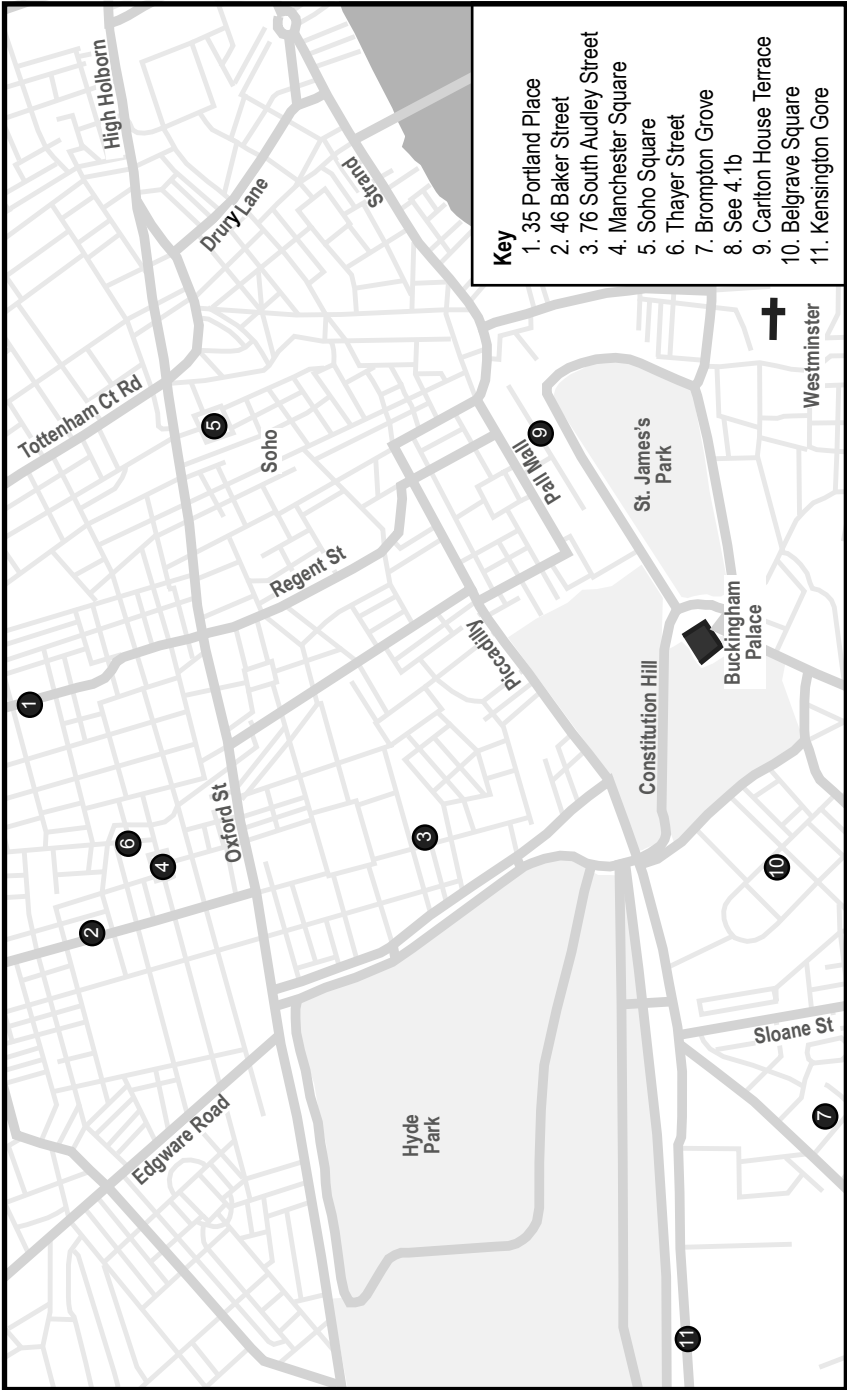 High Holborn
Drury Lane
Strand
Tottenham Ct Rd
Soho
Regent St
Oxford St
Piccadilly
Pall Mall
St. James's
Park
Westminster
Buckingham
Palace
Constitution Hill
Edgware Road
Hyde
Park
Sloane St
1
2
3
4
5
6
7
9
10
11
Key
1. 35 Portland Place
2. 46 Baker Street
3. 76 South Audley Street
4. Manchester Square
5. Soho Square
6. Thayer Street
7. Brompton Grove
8. See 4.1b
9. Carlton House Terrace
10. Belgrave Square
11. Kensington Gore